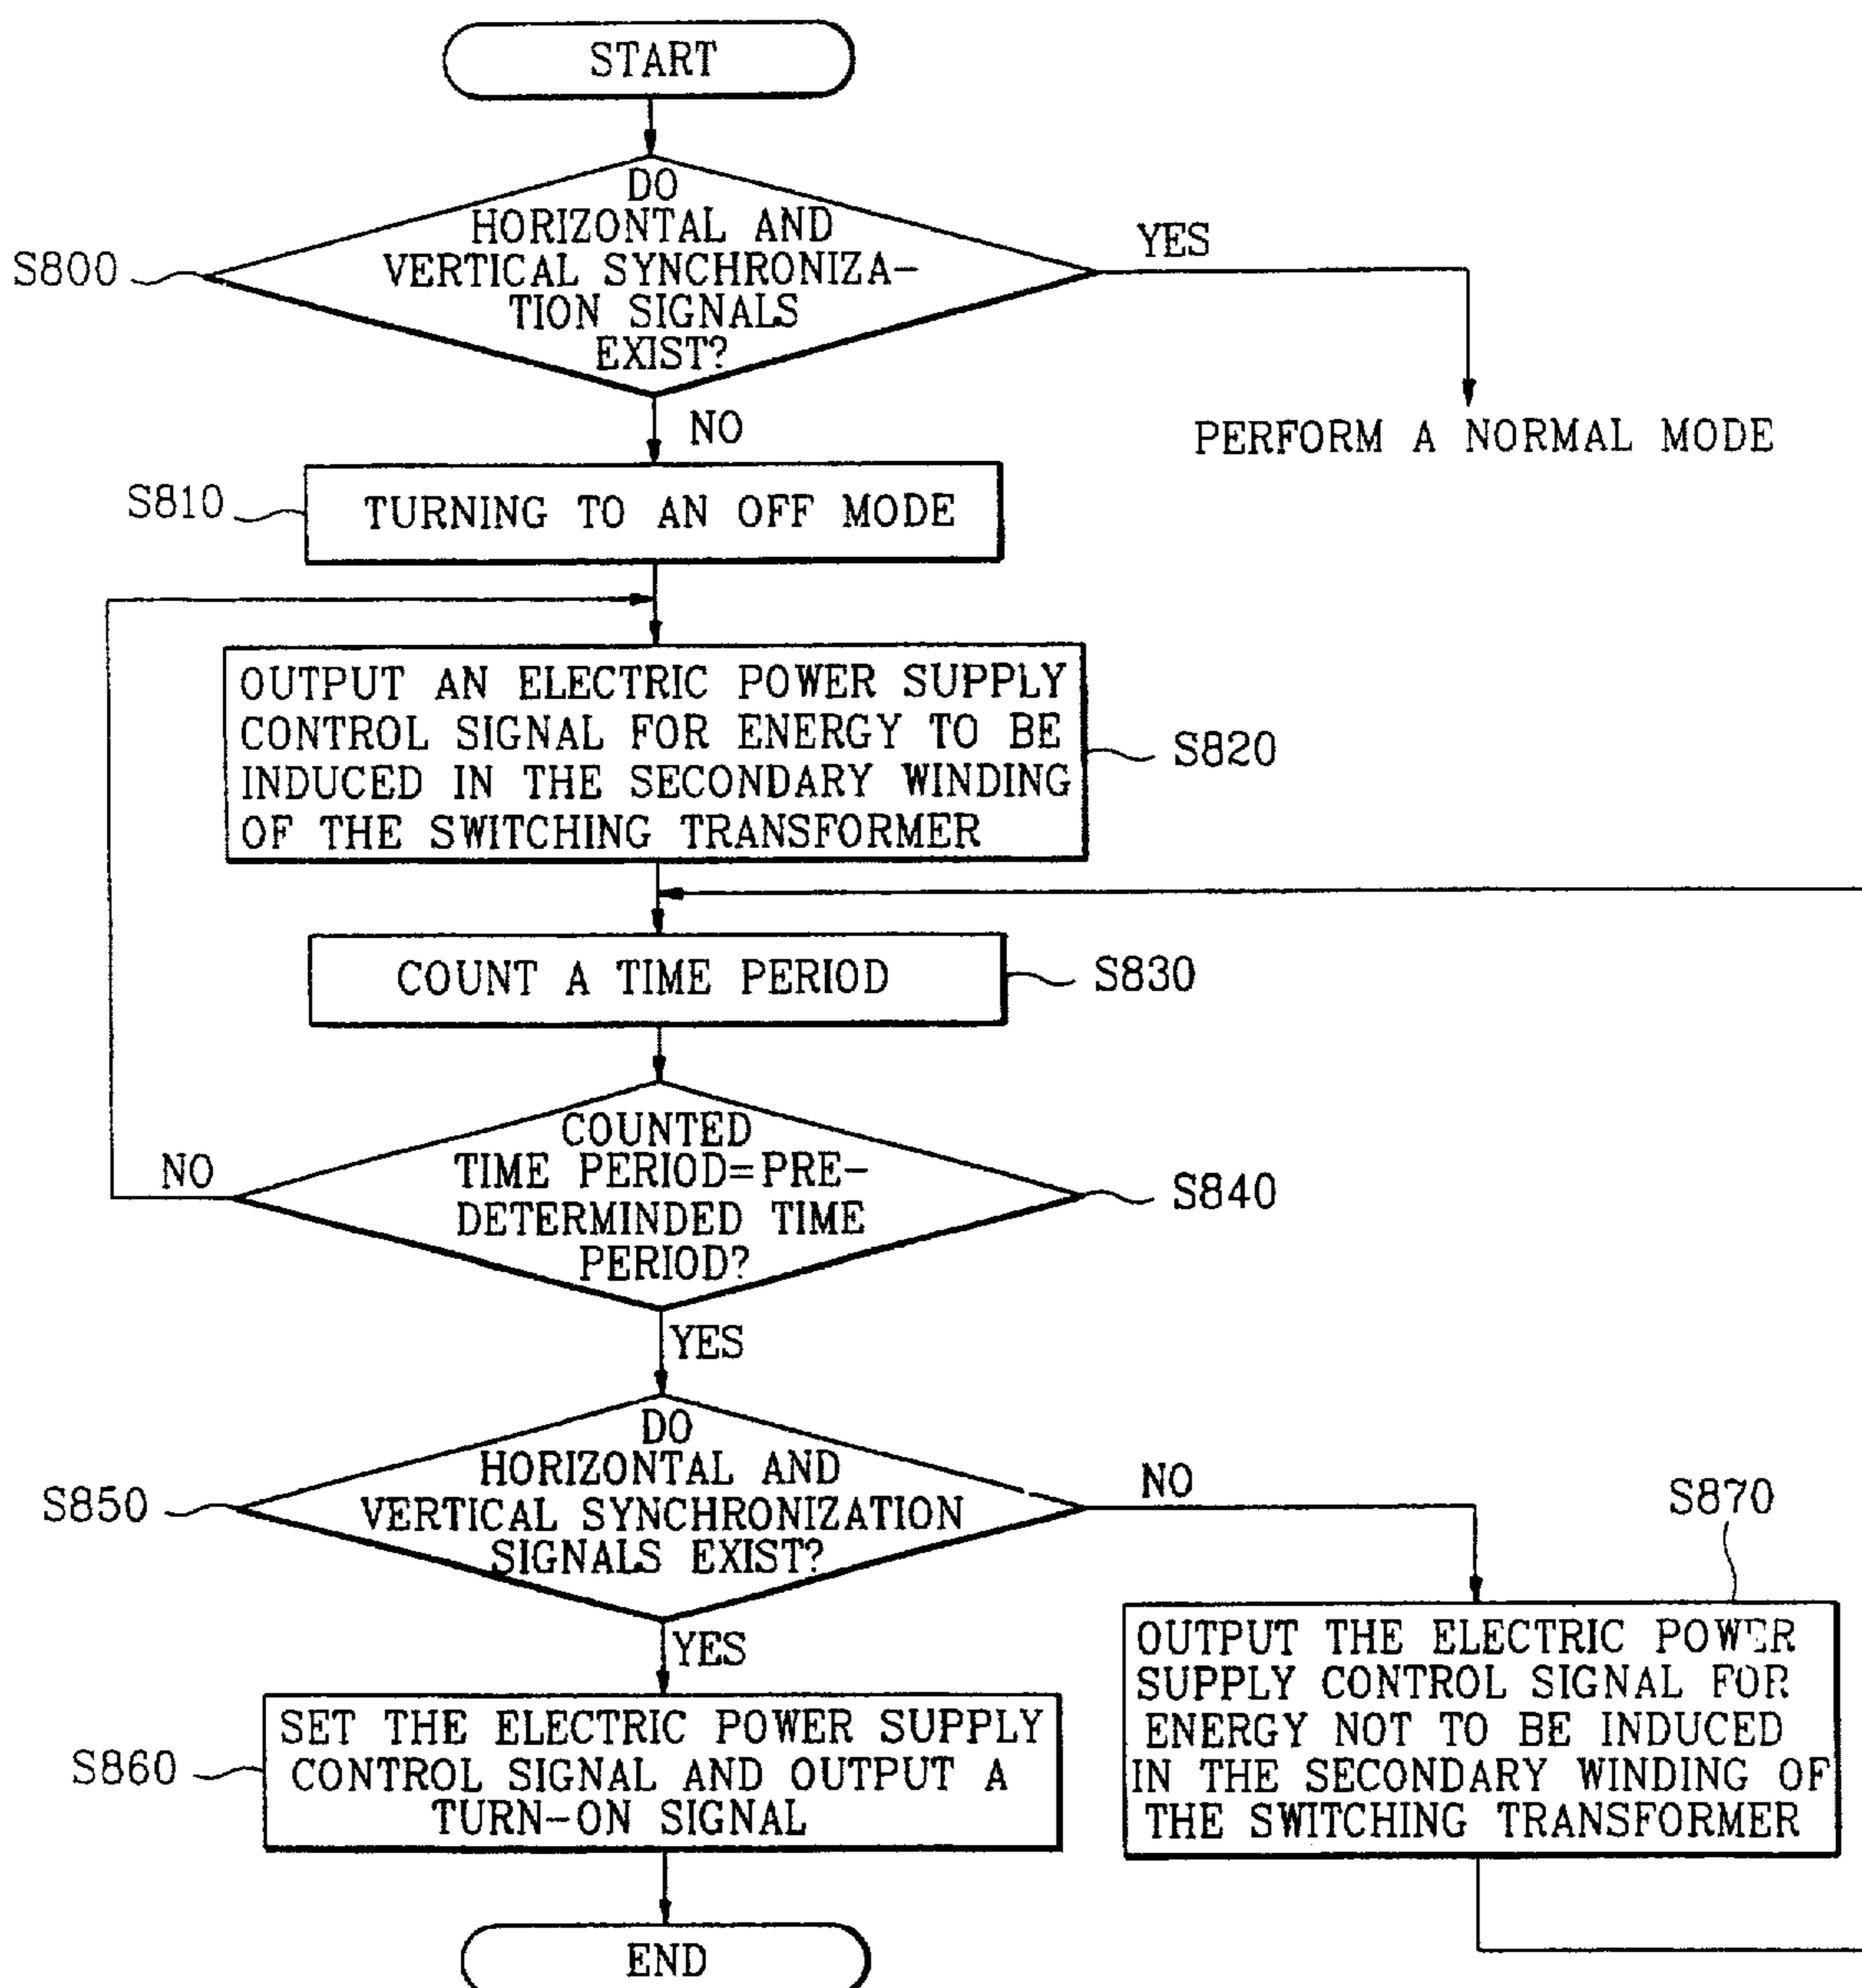 START
DO
HORIZONTAL AND
VERTICAL SYNCHRONIZA-
TION SIGNALS
EXIST?
S800
YES
PERFORM A NORMAL MODE
NO
S810
TURNING TO AN OFF MODE
OUTPUT AN ELECTRIC POWER SUPPLY
CONTROL SIGNAL FOR ENERGY TO BE
INDUCED IN THE SECONDARY WINDING
OF THE SWITCHING TRANSFORMER
S820
COUNT A TIME PERIOD
S830
COUNTED
TIME PERIOD=PRE-
DETERMINDED TIME
PERIOD?
NO
S840
YES
DO
HORIZONTAL AND
VERTICAL SYNCHRONIZATION
SIGNALS EXIST?
S850
NO
S870
YES
OUTPUT THE ELECTRIC POWER
SUPPLY CONTROL SIGNAL FOR
ENERGY NOT TO BE INDUCED
IN THE SECONDARY WINDING OF
THE SWITCHING TRANSFORMER
S860
SET THE ELECTRIC POWER SUPPLY
CONTROL SIGNAL AND OUTPUT A
TURN-ON SIGNAL
END